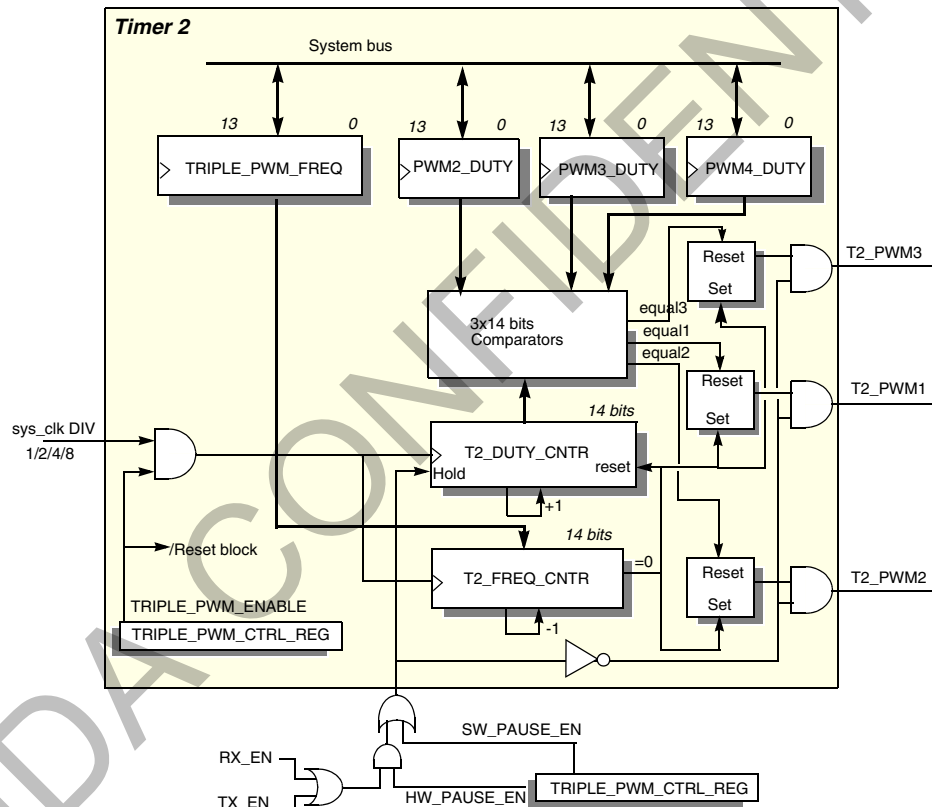 Timer 2
System bus
13 0
13 0
13 0
13 0
TRIPLE_PWM_FREQ
PWM2_DUTY
PWM3_DUTY
PWM4_DUTY
Reset
Set
T2_PWM3
3x14 bits
Comparators
equal3
equal1
equal2
Reset
Set
T2_PWM1
14 bits
sys_clk DIV
1/2/4/8
T2_DUTY_CNTR
reset
Hold
+1
14 bits
/Reset block
T2_FREQ_CNTR
=0
-1
Reset
Set
T2_PWM2
TRIPLE_PWM_ENABLE
TRIPLE_PWM_CTRL_REG
SW_PAUSE_EN
RX_EN
TX_EN
HW_PAUSE_EN
TRIPLE_PWM_CTRL_REG
DA CONFIDENT